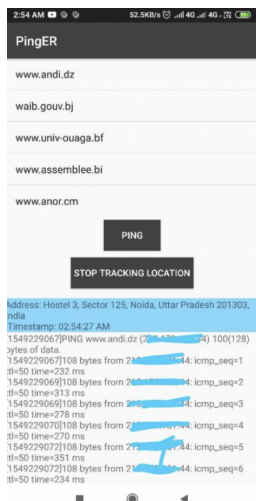 2:54 AM 52.5KB/s 4G 4G
PingER
www.andi.dz
waib.gouv.bj
www.univ-ouaga.bf
www.assemblee.bi
www.anor.cm
PING
STOP TRACKING LOCATION
Address: Hostel 3, Sector 125, Noida, Uttar Pradesh 201303,
India
Timestamp: 02:54:27 AM
[1549229067]PING www.andi.dz 100(128)
bytes of data.
[1549229067]108 bytes from 44: icmp_seq=1
ttl=50 time=232 ms
[1549229069]108 bytes from 44: icmp_seq=2
ttl=50 time=313 ms
[1549229069]108 bytes from 44: icmp_seq=3
ttl=50 time=278 ms
[1549229070]108 bytes from 44: icmp_seq=4
ttl=50 time=270 ms
[1549229072]108 bytes from 44: icmp_seq=5
ttl=50 time=351 ms
[1549229072]108 bytes from 44: icmp_seq=6
ttl=50 time=234 ms